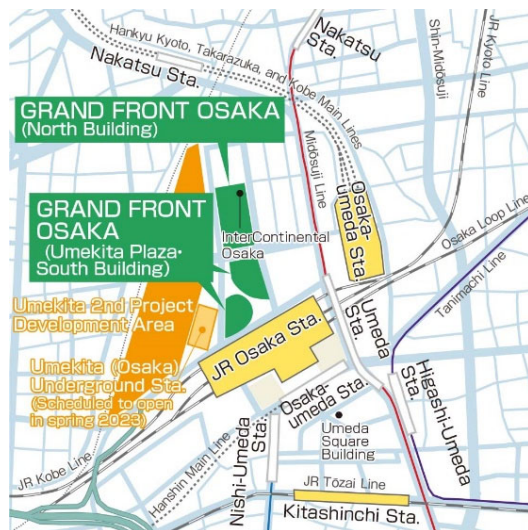 Nakatsu
Sta.
Hankyu Kyoto, Takarazuka, and Kobe Main Lines
Nakatsu Sta.
Shin-Midōsuji
JR Kyoto Line
GRAND FRONT OSAKA
(North Building)
Midōsuji Line
GRAND FRONT
OSAKA
(Umekita Plaza·
South Building)
InterContinental
Osaka
Osaka-
umeda Sta.
Osaka Loop Line
Tanimachi Line
Umekita 2nd Project
Development Area
Umekita (Osaka)
Underground Sta.
(Scheduled to open
in spring 2023)
JR Osaka Sta.
Umeda
Sta.
Osaka-
umeda Sta.
Higashi-Umeda
Sta.
Umeda
Square
Building
JR Kobe Line
Hanshin Main Line
Nishi-Umeda
Sta.
JR Tōzai Line
Kitashinchi Sta.